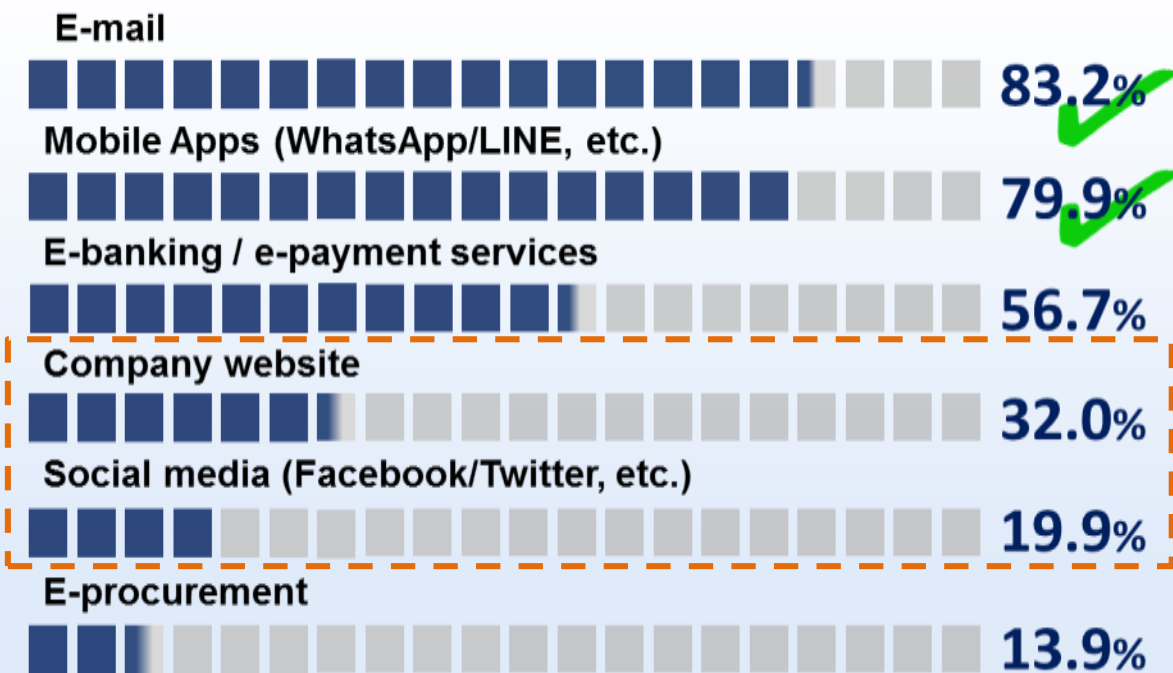 E-mail
83.2%
Mobile Apps (WhatsApp/LINE, etc.)
79.9%
E-banking / e-payment services
56.7%
Company website
32.0%
Social media (Facebook/Twitter, etc.)
19.9%
E-procurement
13.9%